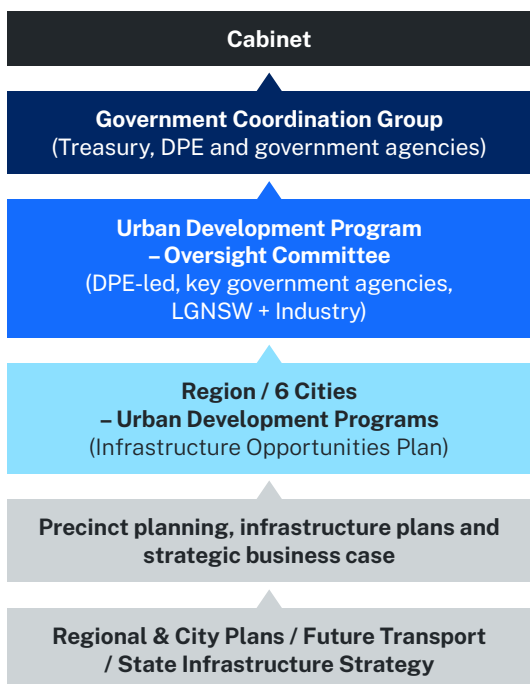 Cabinet
Government Coordination Group
(Treasury, DPE and government agencies)
Urban Development Program
– Oversight Committee
(DPE-led, key government agencies,
LGNSW + Industry)
Region / 6 Cities
– Urban Development Programs
(Infrastructure Opportunities Plan)
Precinct planning, infrastructure plans and
strategic business case
Regional & City Plans / Future Transport
/ State Infrastructure Strategy